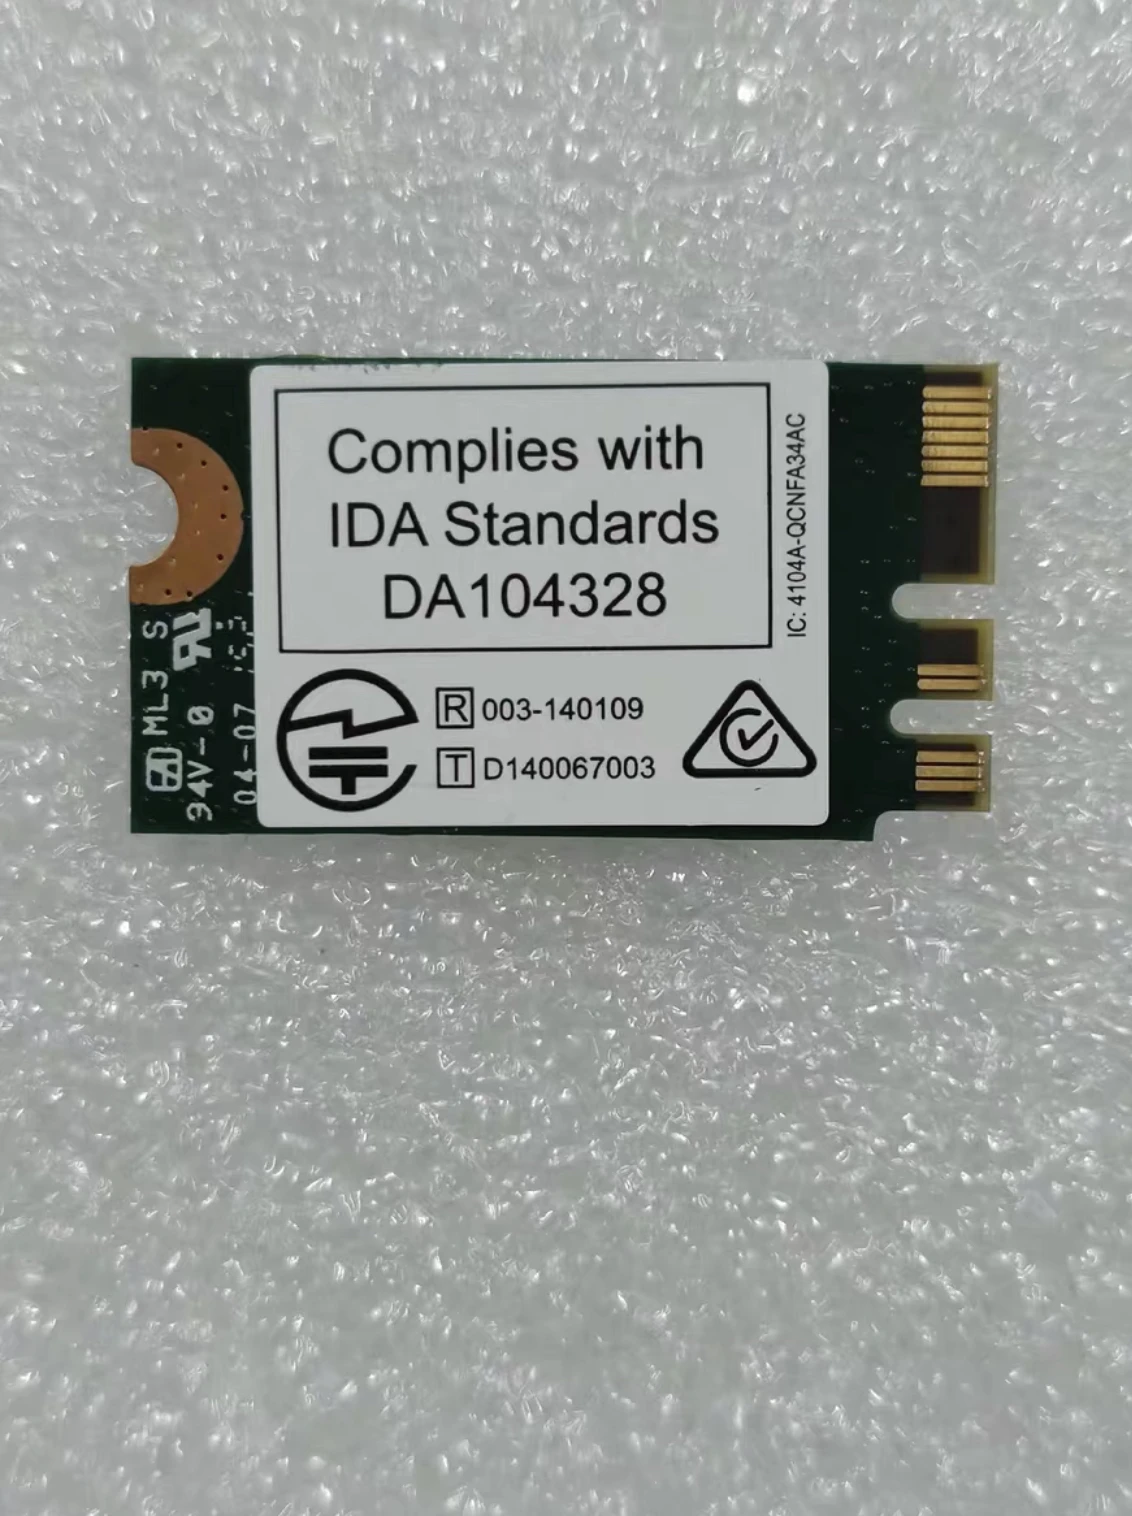 Complies with
IDA Standards
DA104328
IC: 4104A-QCNFA34AC
R 003-140109
T D140067003
ML3 S
94V-0
04-07